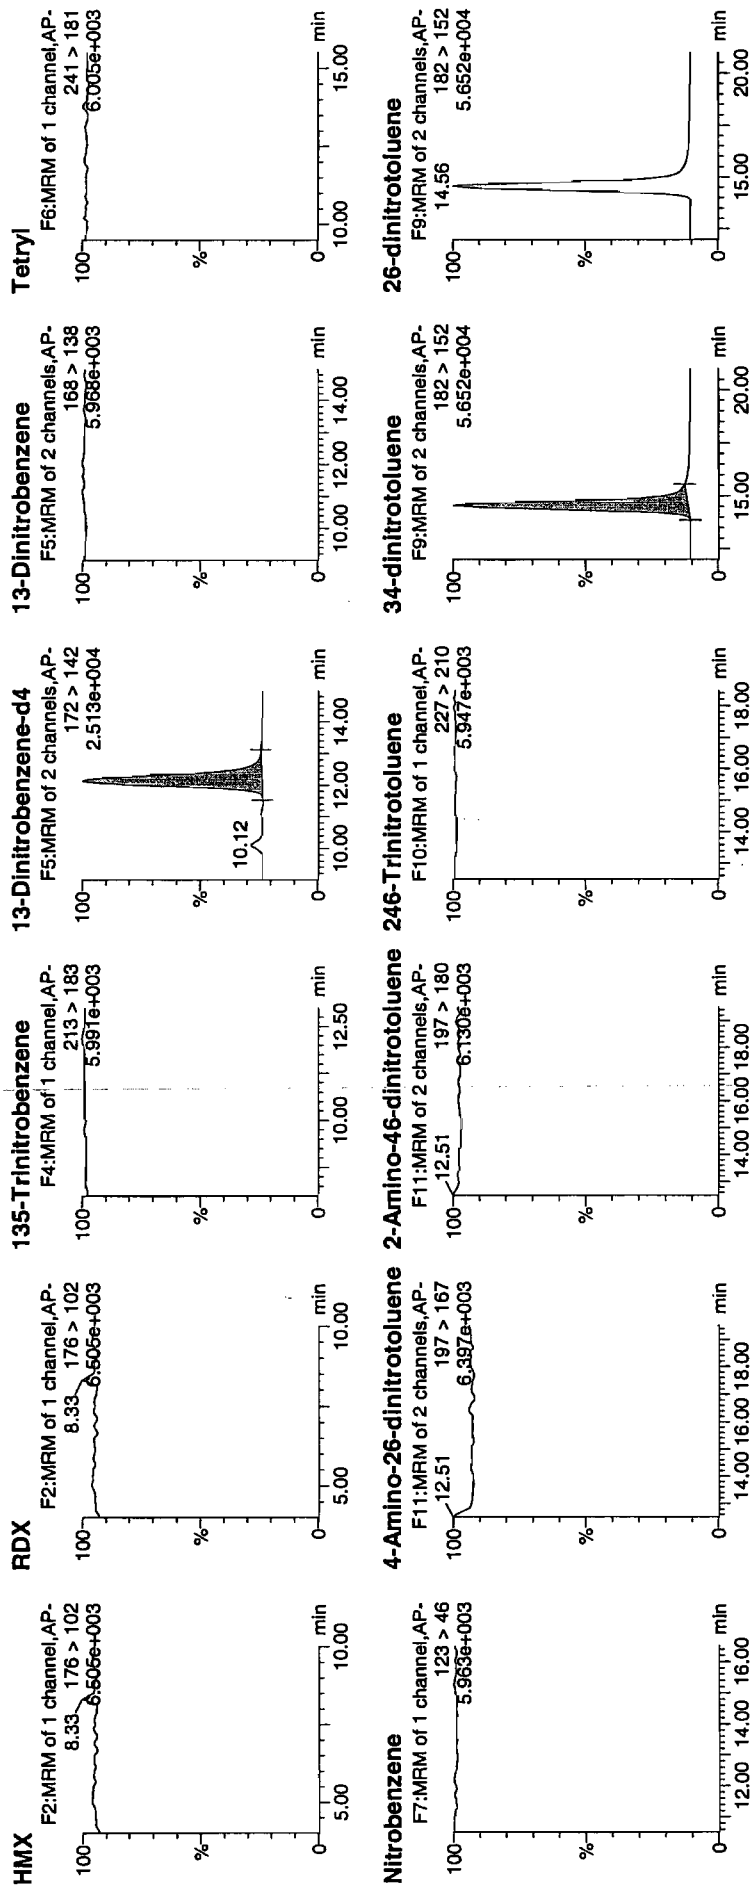 HMX
F2:MRM of 1 channel,AP-
176 > 102
6.505e+003
8.33
100
%
0
5.00
10.00
min
RDX
F2:MRM of 1 channel,AP-
176 > 102
6.505e+003
8.33
100
%
0
5.00
10.00
min
135-Trinitrobenzene
F4:MRM of 1 channel,AP-
213 > 183
5.991e+003
100
%
0
10.00
12.50
min
13-Dinitrobenzene-d4
F5:MRM of 2 channels,AP-
172 > 142
2.513e+004
100
10.12
%
0
10.00
12.00
14.00
min
13-Dinitrobenzene
F5:MRM of 2 channels,AP-
168 > 138
5.968e+003
100
%
0
10.00
12.00
14.00
min
Tetryl
F6:MRM of 1 channel,AP-
241 > 181
6.005e+003
100
%
0
10.00
15.00
min
Nitrobenzene
F7:MRM of 1 channel,AP-
123 > 46
5.963e+003
100
%
0
12.00
14.00
16.00
min
4-Amino-26-dinitrotoluene
F11:MRM of 2 channels,AP-
12.51
197 > 167
6.397e+003
100
%
0
14.00
16.00
18.00
min
2-Amino-46-dinitrotoluene
F11:MRM of 2 channels,AP-
12.51
197 > 180
6.130e+003
100
%
0
14.00
16.00
18.00
min
246-Trinitrotoluene
F10:MRM of 1 channel,AP-
227 > 210
5.947e+003
100
%
0
14.00
16.00
18.00
min
34-dinitrotoluene
F9:MRM of 2 channels,AP-
182 > 152
5.652e+004
100
%
0
15.00
20.00
min
26-dinitrotoluene
F9:MRM of 2 channels,AP-
14.56
182 > 152
5.652e+004
100
%
0
15.00
20.00
min